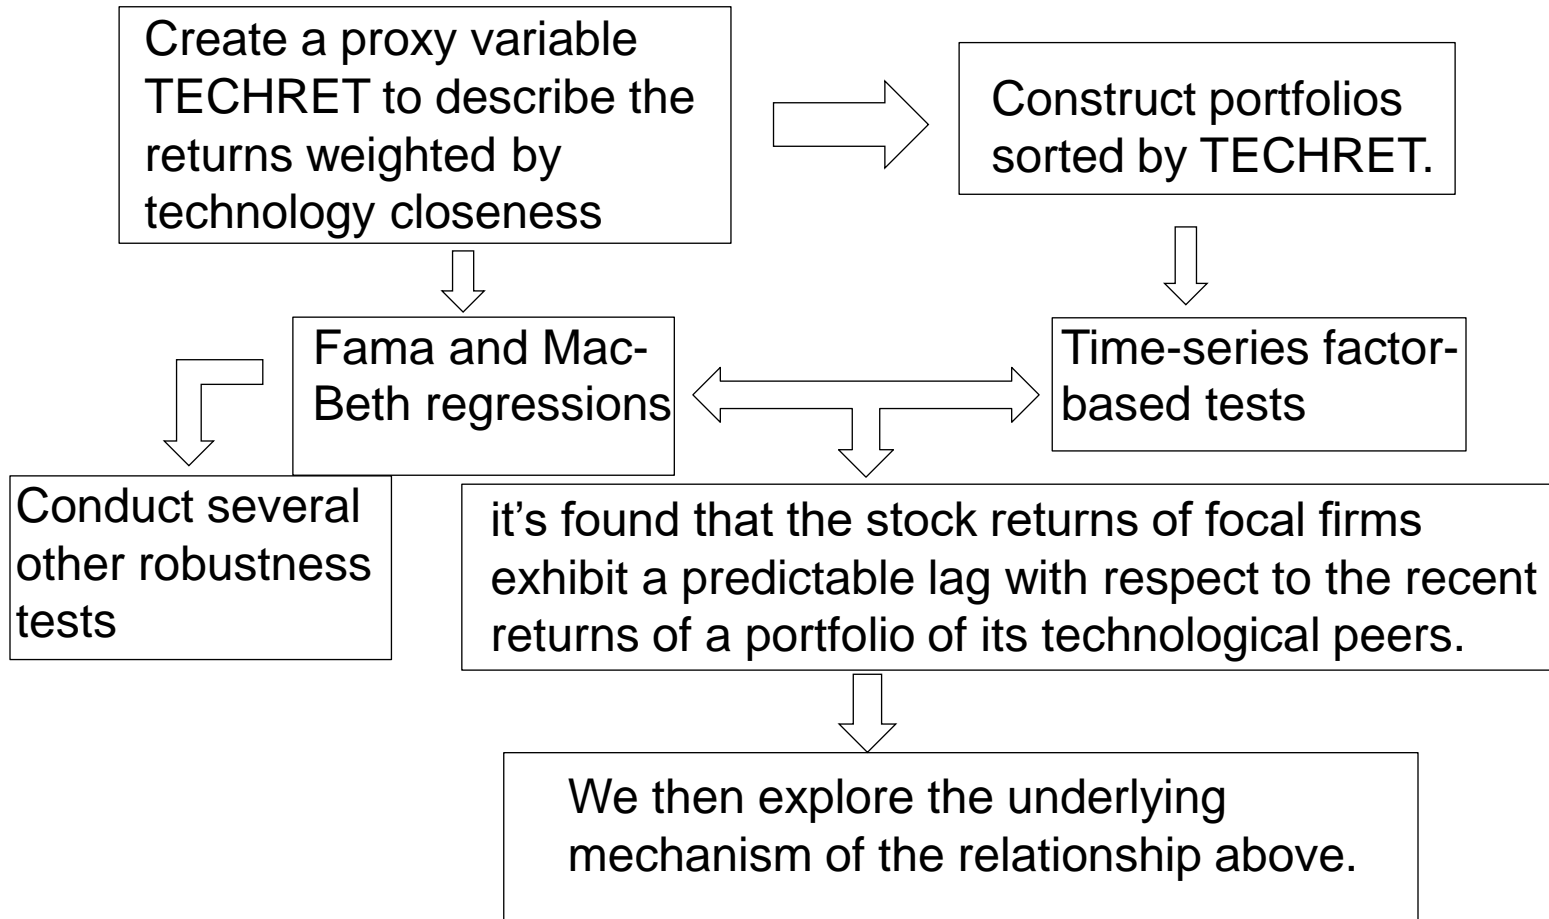 Create a proxy variable
TECHRET to describe the
returns weighted by
technology closeness
Construct portfolios
sorted by TECHRET.
Fama and Mac-
Beth regressions
Time-series factor-
based tests
Conduct several
other robustness
tests
it’s found that the stock returns of focal firms
exhibit a predictable lag with respect to the recent
returns of a portfolio of its technological peers.
We then explore the underlying
mechanism of the relationship above.